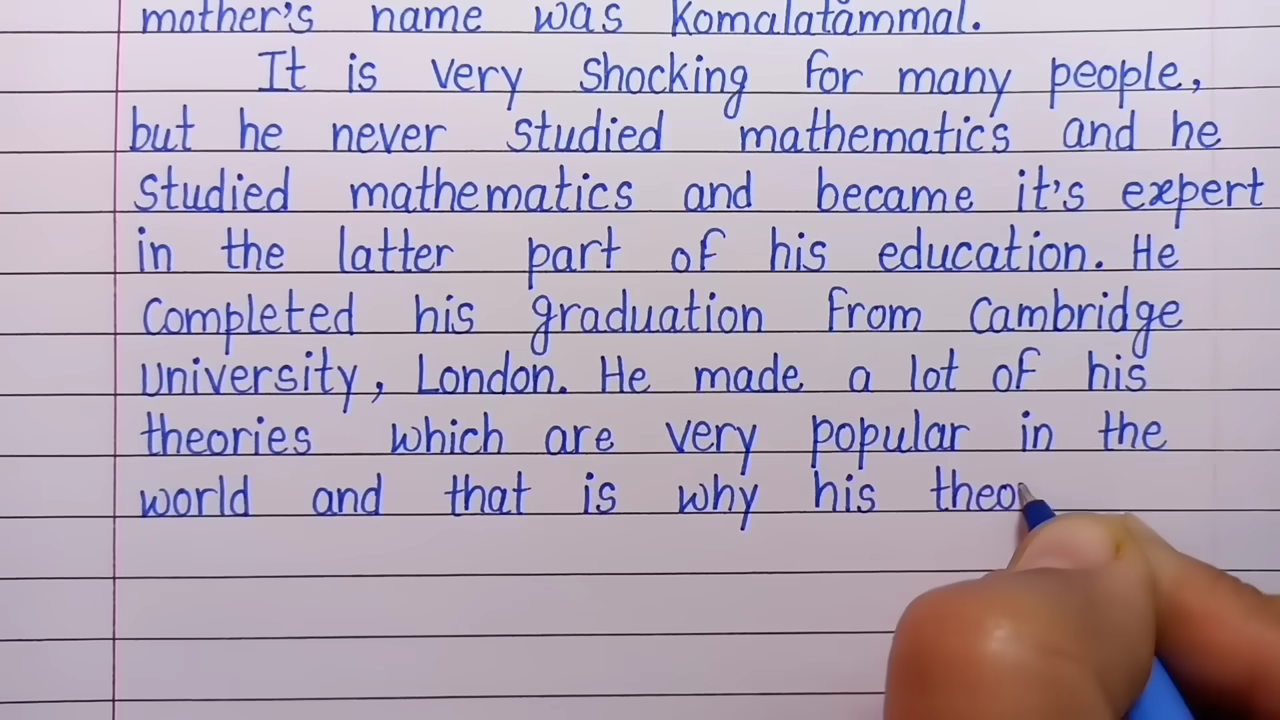 mother's name was Komalatammal.
It is very shocking for many people,
but he never studied mathematics and he
studied mathematics and became it's expert
in the latter part of his education. He
completed his graduation from Cambridge
University, London. He made a lot of his
theories which are very popular in the
world and that is why his theo